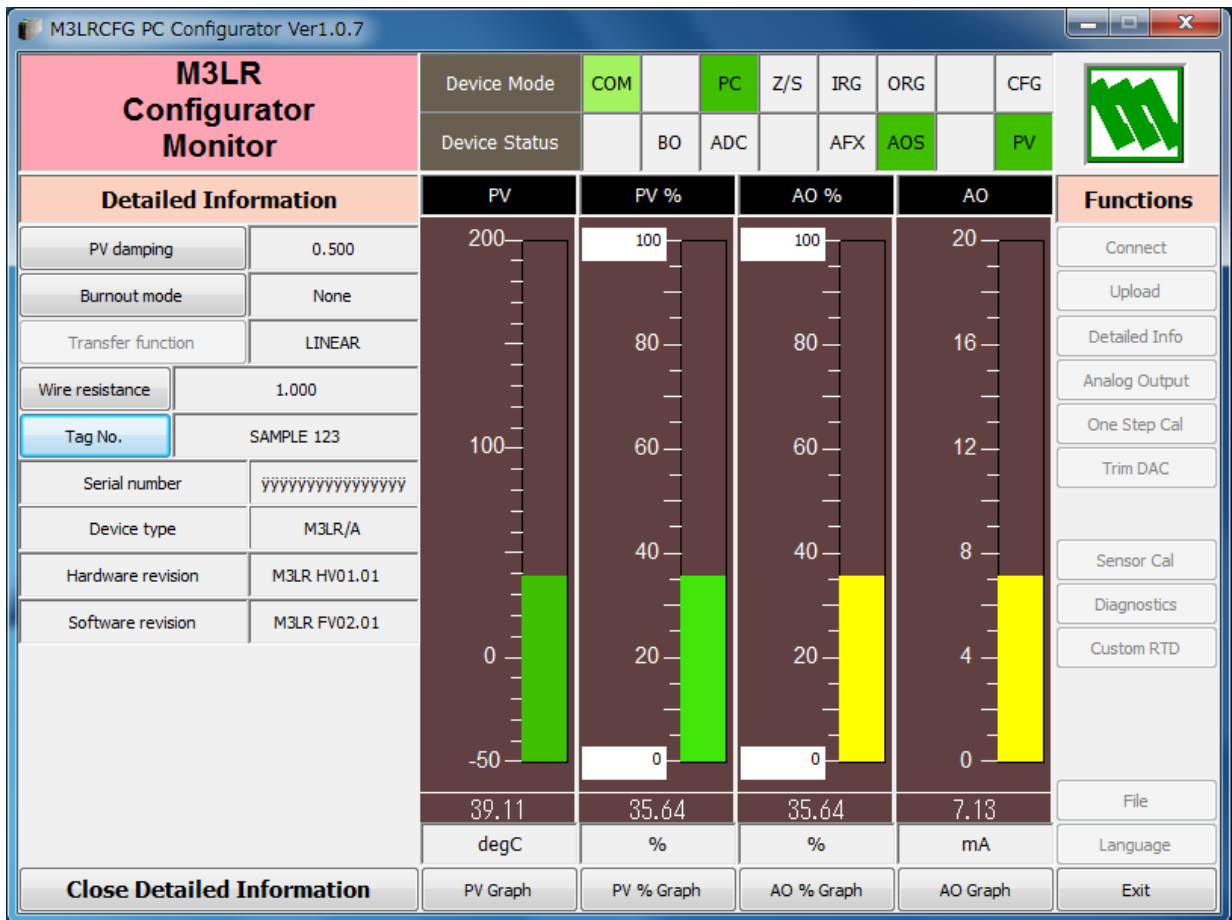 M3LRCFG PC Configurator Ver1.0.7
M3LR
Configurator
Monitor
Device Mode COM PC Z/S IRG ORG CFG
Device Status BO ADC AFX AOS PV
Detailed Information
PV damping 0.500
Burnout mode None
Transfer function LINEAR
Wire resistance 1.000
Tag No. SAMPLE 123
Serial number ÿÿÿÿÿÿÿÿÿÿÿÿÿÿÿÿ
Device type M3LR/A
Hardware revision M3LR HV01.01
Software revision M3LR FV02.01
Close Detailed Information
PV PV % AO % AO
200 100 100 20
80 80 16
100 60 60 12
40 40 8
0 20 20 4
-50 0 0 0
39.11 35.64 35.64 7.13
degC % % mA
PV Graph PV % Graph AO % Graph AO Graph
Functions
Connect
Upload
Detailed Info
Analog Output
One Step Cal
Trim DAC
Sensor Cal
Diagnostics
Custom RTD
File
Language
Exit